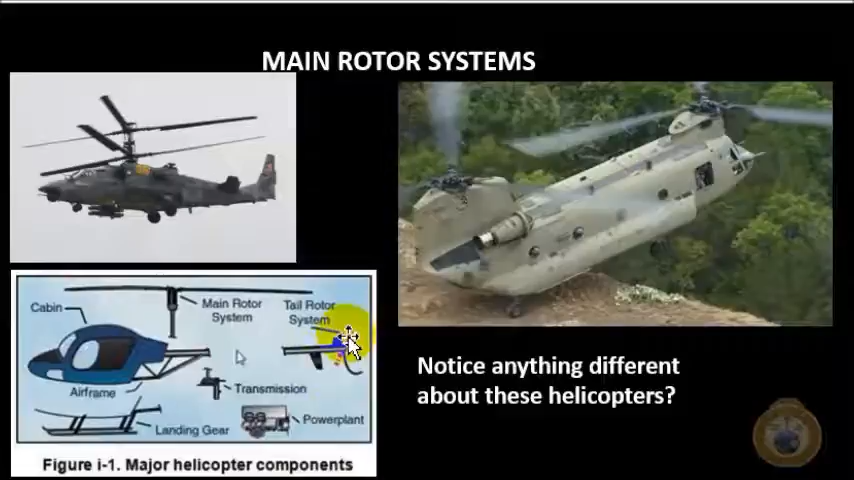 MAIN ROTOR SYSTEMS
Cabin
Main Rotor
System
Tail Rotor
System
Airframe
Transmission
Landing Gear
Powerplant
Figure i-1. Major helicopter components
Notice anything different
about these helicopters?